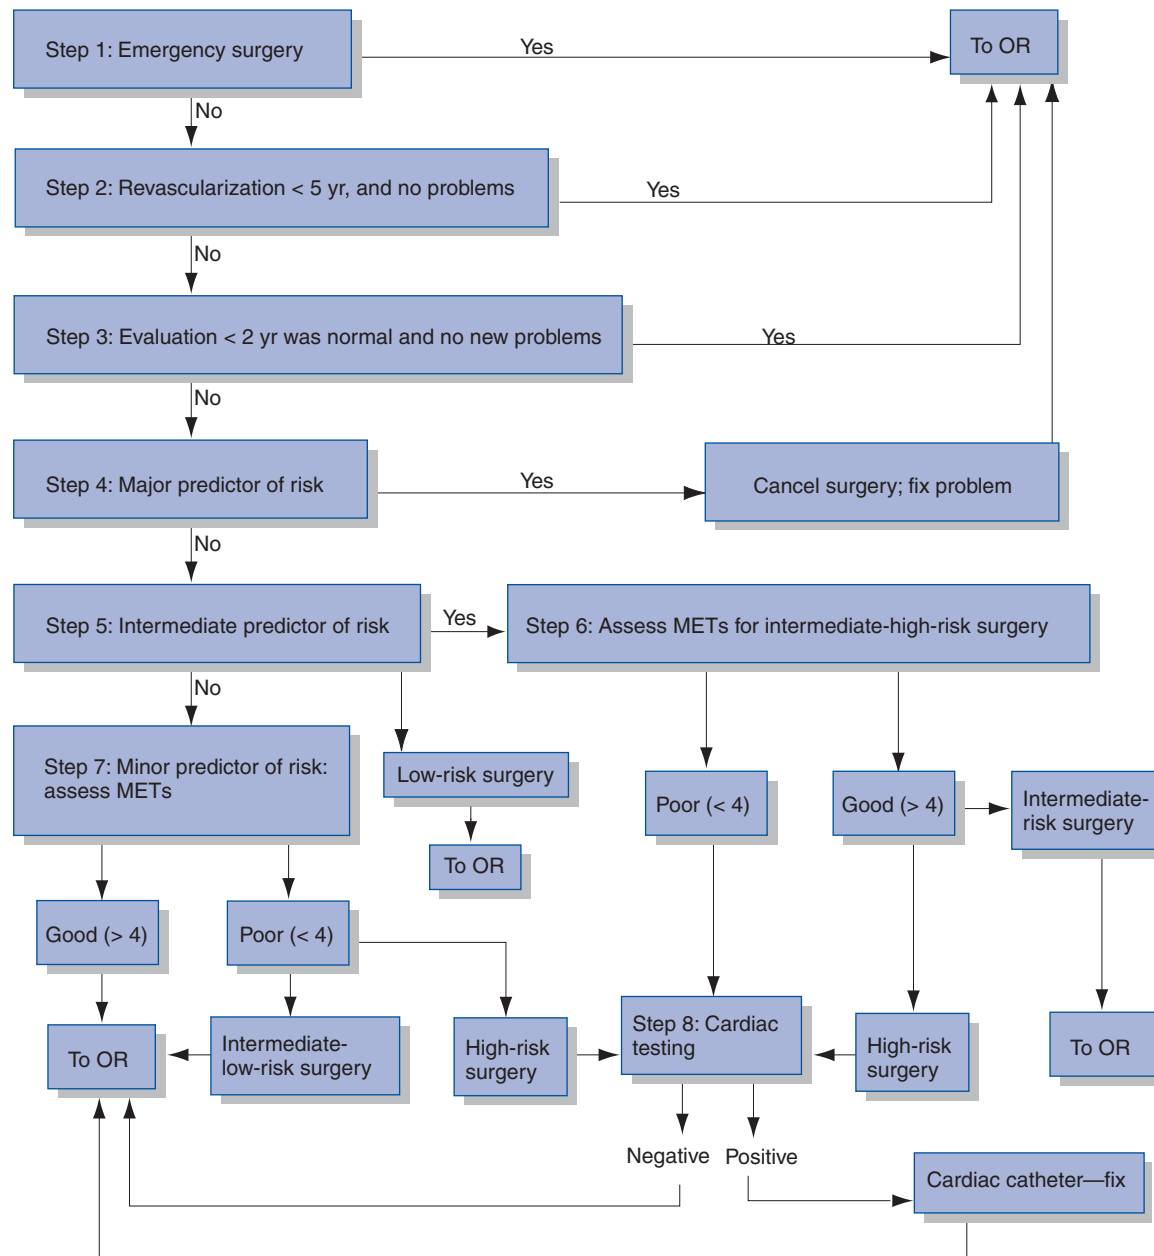 Step 1: Emergency surgery
Yes
To OR
No
Step 2: Revascularization < 5 yr, and no problems
Yes
No
Step 3: Evaluation < 2 yr was normal and no new problems
Yes
No
Step 4: Major predictor of risk
Yes
Cancel surgery; fix problem
No
Step 5: Intermediate predictor of risk
Yes
Step 6: Assess METs for intermediate-high-risk surgery
No
Step 7: Minor predictor of risk:
assess METs
Low-risk surgery
To OR
Poor (< 4)
Good (> 4)
Intermediate-
risk surgery
Good (> 4)
Poor (< 4)
To OR
Intermediate-
low-risk surgery
High-risk
surgery
Step 8: Cardiac
testing
High-risk
surgery
To OR
Negative
Positive
Cardiac catheter—fix